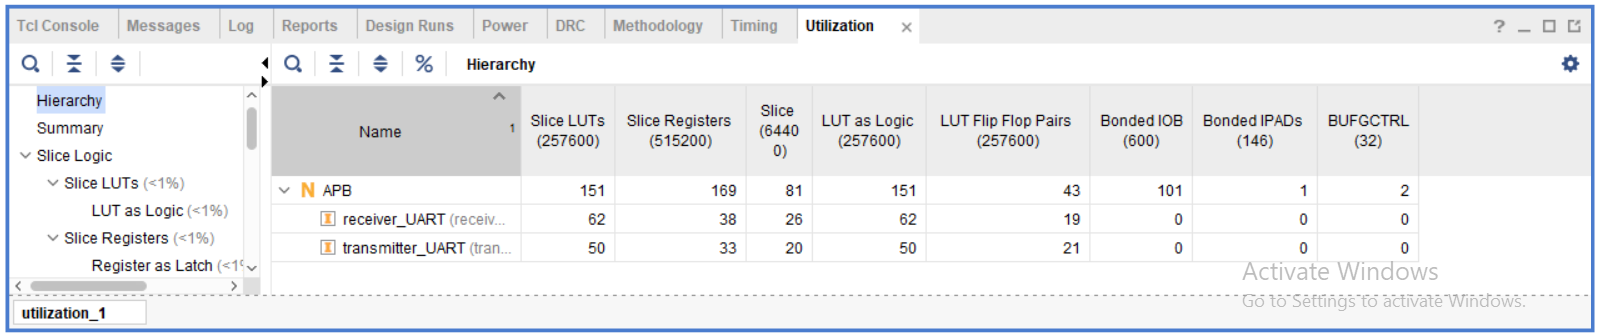 Tcl Console Messages Log Reports Design Runs Power DRC Methodology Timing Utilization × ? _
% Hierarchy
Hierarchy
Summary
Slice Logic
Slice LUTs (<1%)
LUT as Logic (<1%)
Slice Registers (<1%)
Register as Latch (<1%
Name 1 Slice LUTs (257600) Slice Registers (515200) Slice (64400) LUT as Logic (257600) LUT Flip Flop Pairs (257600) Bonded IOB (600) Bonded IPADs (146) BUFGCTRL (32)
N APB 151 169 81 151 43 101 1 2
I receiver_UART (receiv... 62 38 26 62 19 0 0 0
I transmitter_UART (tran... 50 33 20 50 21 0 0 0
Activate Windows
Go to Settings to activate Windows.
utilization_1